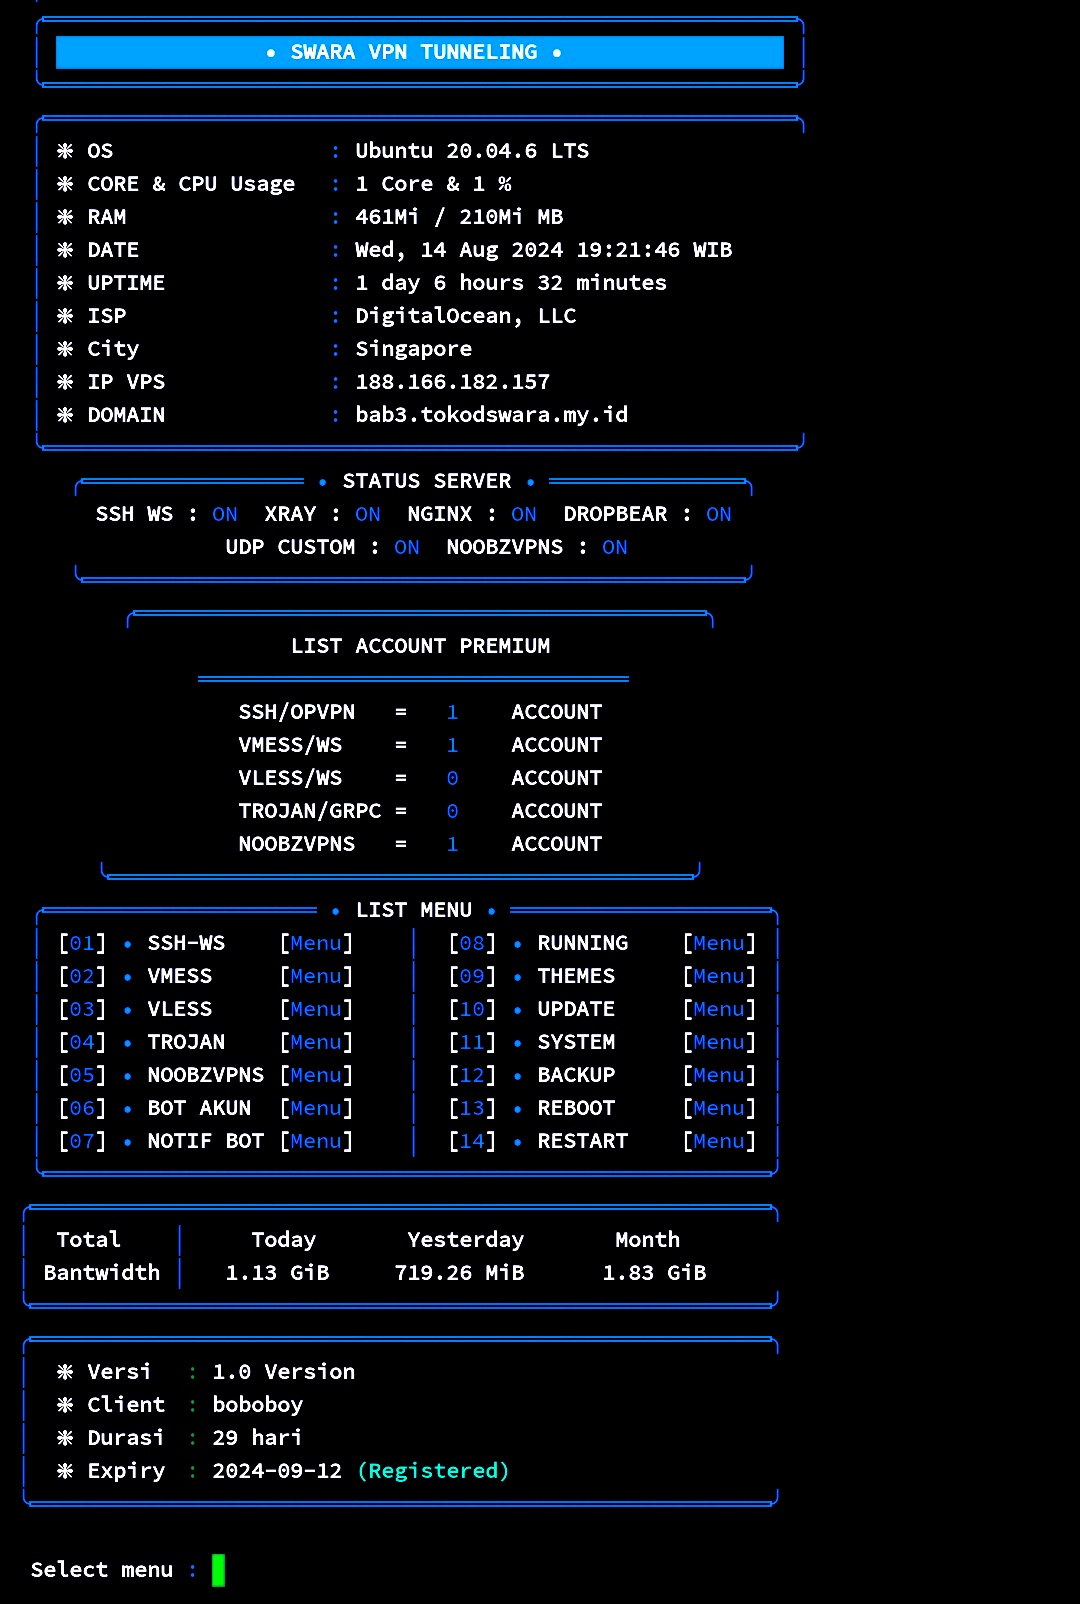 • SWARA VPN TUNNELING •
❈ OS : Ubuntu 20.04.6 LTS
❈ CORE & CPU Usage : 1 Core & 1 %
❈ RAM : 461Mi / 210Mi MB
❈ DATE : Wed, 14 Aug 2024 19:21:46 WIB
❈ UPTIME : 1 day 6 hours 32 minutes
❈ ISP : DigitalOcean, LLC
❈ City : Singapore
❈ IP VPS : 188.166.182.157
❈ DOMAIN : bab3.tokodswara.my.id
• STATUS SERVER •
SSH WS : ON XRAY : ON NGINX : ON DROPBEAR : ON
UDP CUSTOM : ON NOOBZVPNS : ON
LIST ACCOUNT PREMIUM
SSH/OPVPN = 1 ACCOUNT
VMESS/WS = 1 ACCOUNT
VLESS/WS = 0 ACCOUNT
TROJAN/GRPC = 0 ACCOUNT
NOOBZVPNS = 1 ACCOUNT
• LIST MENU •
[01] • SSH-WS [Menu] │ [08] • RUNNING [Menu]
[02] • VMESS [Menu] │ [09] • THEMES [Menu]
[03] • VLESS [Menu] │ [10] • UPDATE [Menu]
[04] • TROJAN [Menu] │ [11] • SYSTEM [Menu]
[05] • NOOBZVPNS [Menu] │ [12] • BACKUP [Menu]
[06] • BOT AKUN [Menu] │ [13] • REBOOT [Menu]
[07] • NOTIF BOT [Menu] │ [14] • RESTART [Menu]
Total │ Today Yesterday Month
Bantwidth │ 1.13 GiB 719.26 MiB 1.83 GiB
❈ Versi : 1.0 Version
❈ Client : boboboy
❈ Durasi : 29 hari
❈ Expiry : 2024-09-12 (Registered)
Select menu :